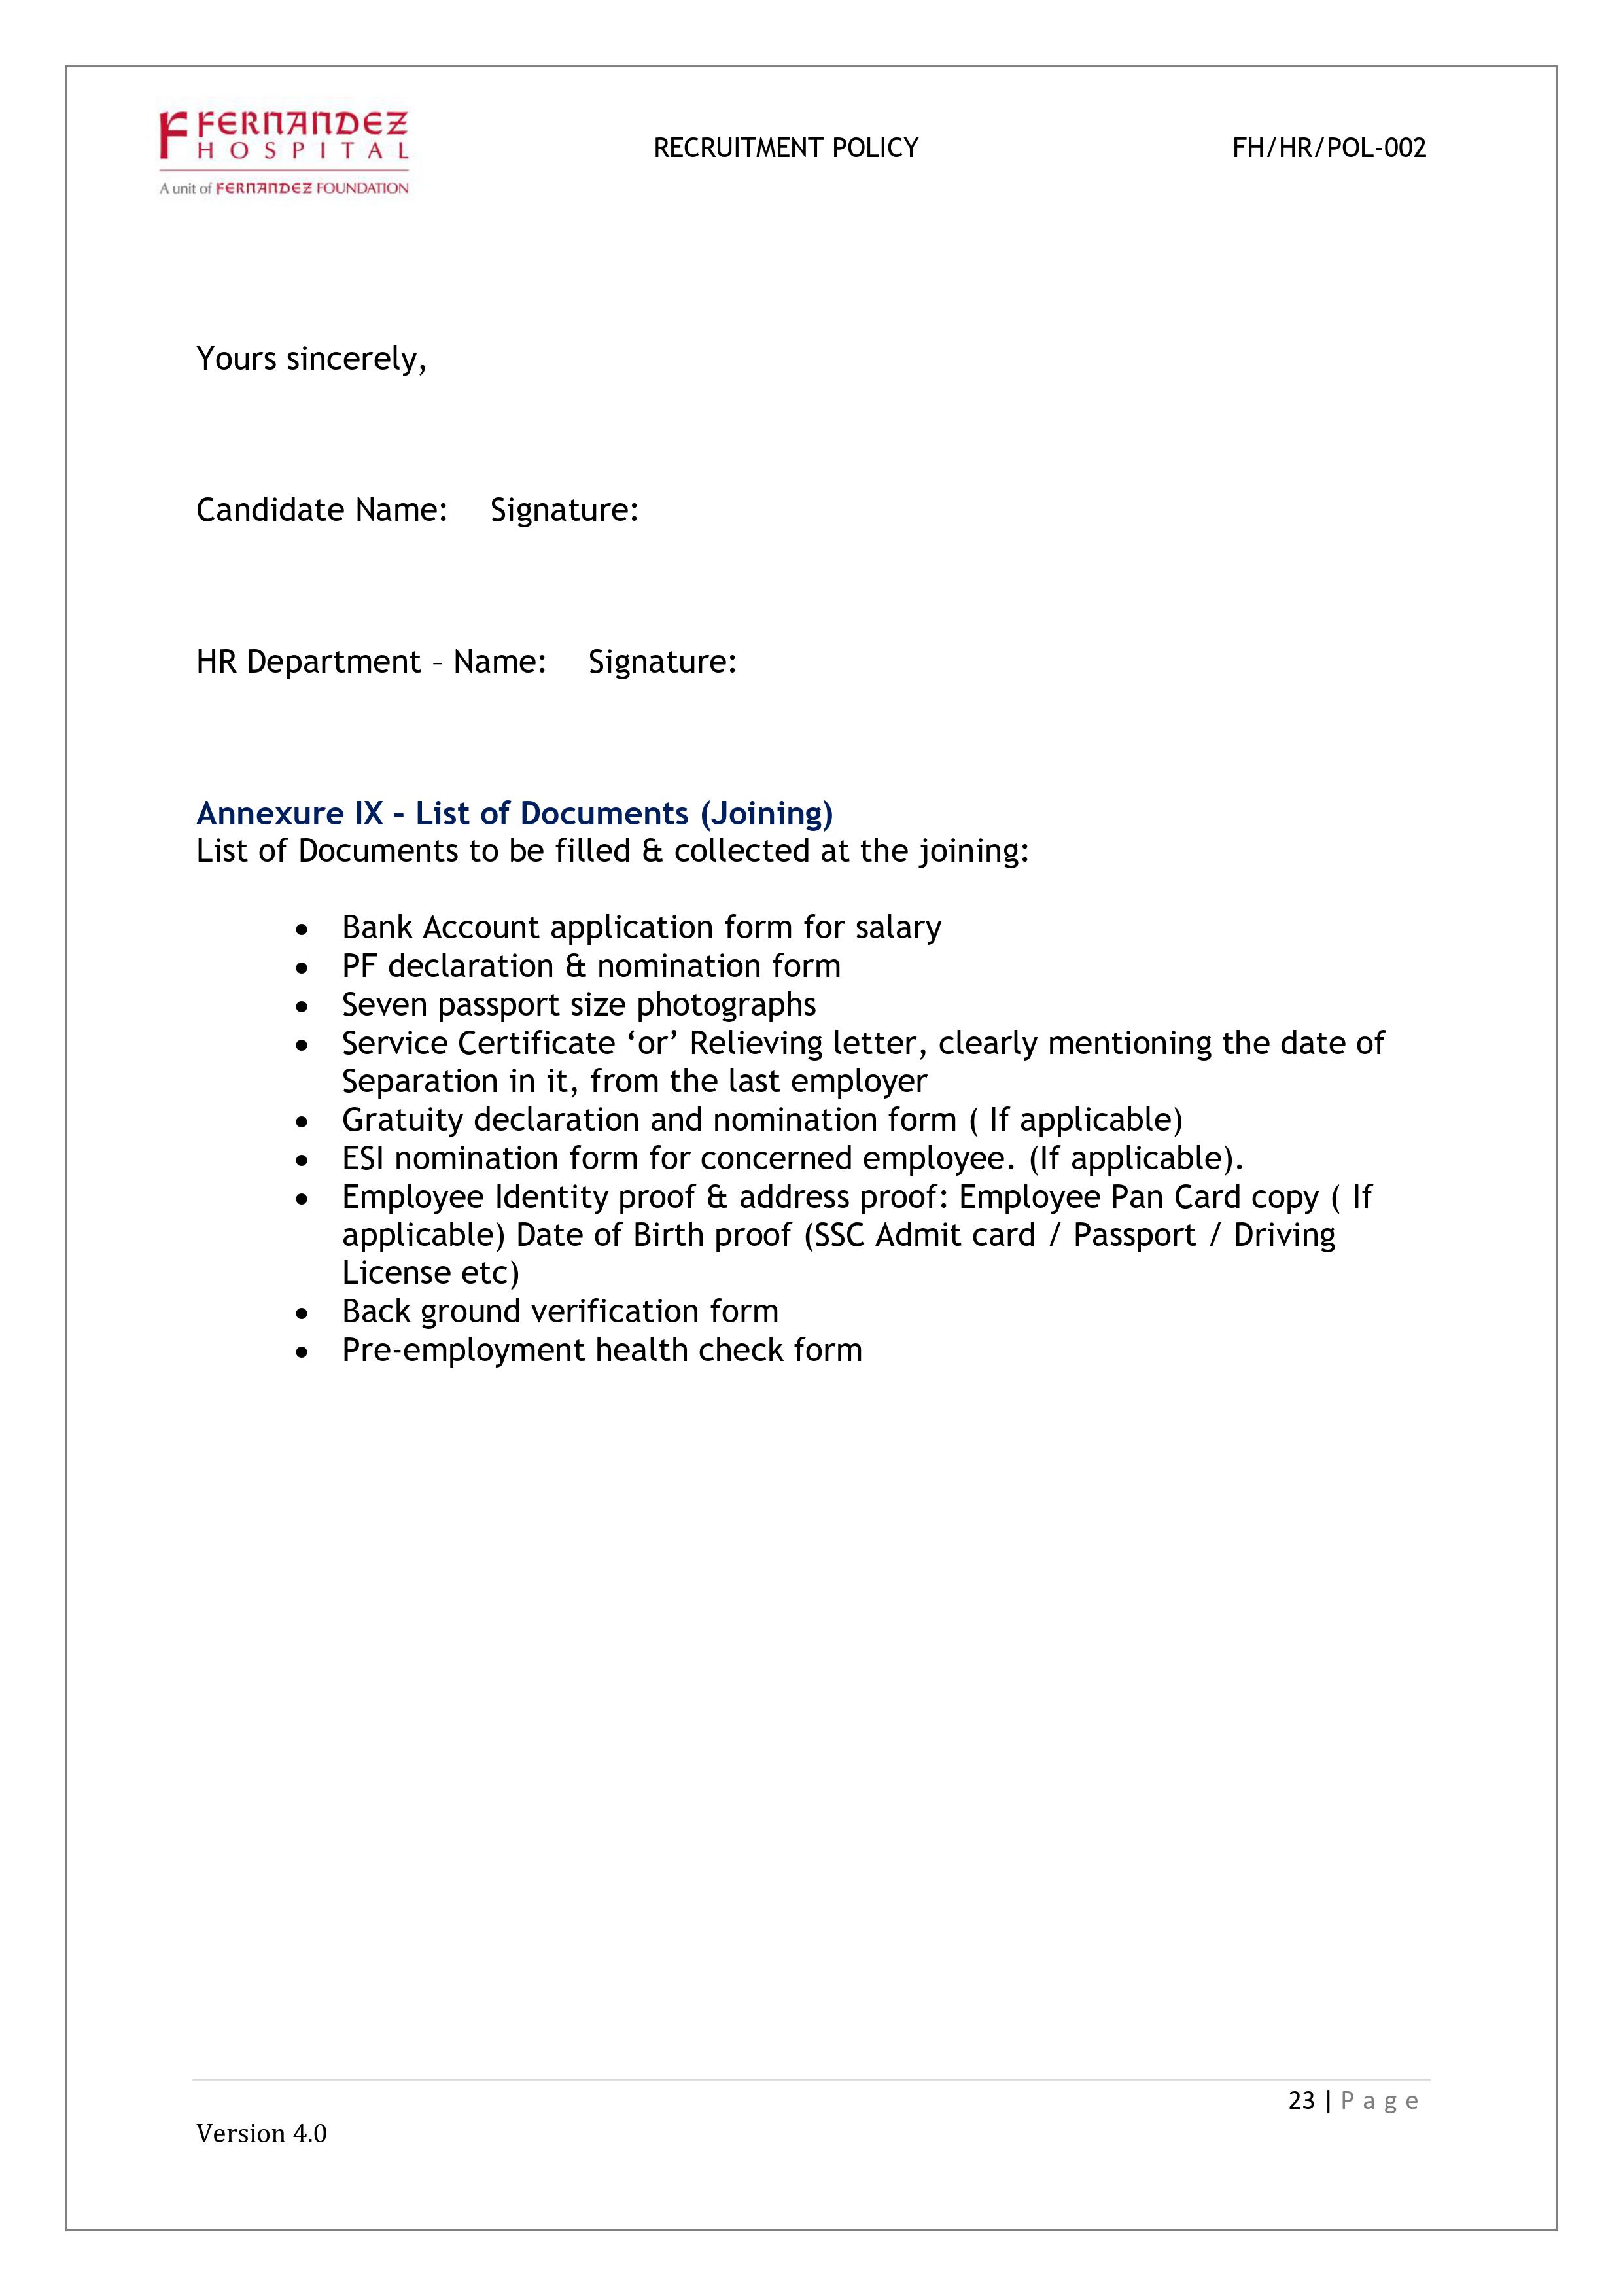 FERNANDEZ
HOSPITAL
A unit of FERNANDEZ FOUNDATION
RECRUITMENT POLICY
FH/HR/POL-002
Yours sincerely,
Candidate Name: Signature:
HR Department – Name: Signature:
Annexure IX – List of Documents (Joining)
List of Documents to be filled & collected at the joining:
• Bank Account application form for salary
• PF declaration & nomination form
• Seven passport size photographs
• Service Certificate ‘or’ Relieving letter, clearly mentioning the date of
Separation in it, from the last employer
• Gratuity declaration and nomination form ( If applicable)
• ESI nomination form for concerned employee. (If applicable).
• Employee Identity proof & address proof: Employee Pan Card copy ( If
applicable) Date of Birth proof (SSC Admit card / Passport / Driving
License etc)
• Back ground verification form
• Pre-employment health check form
23 | Page
Version 4.0